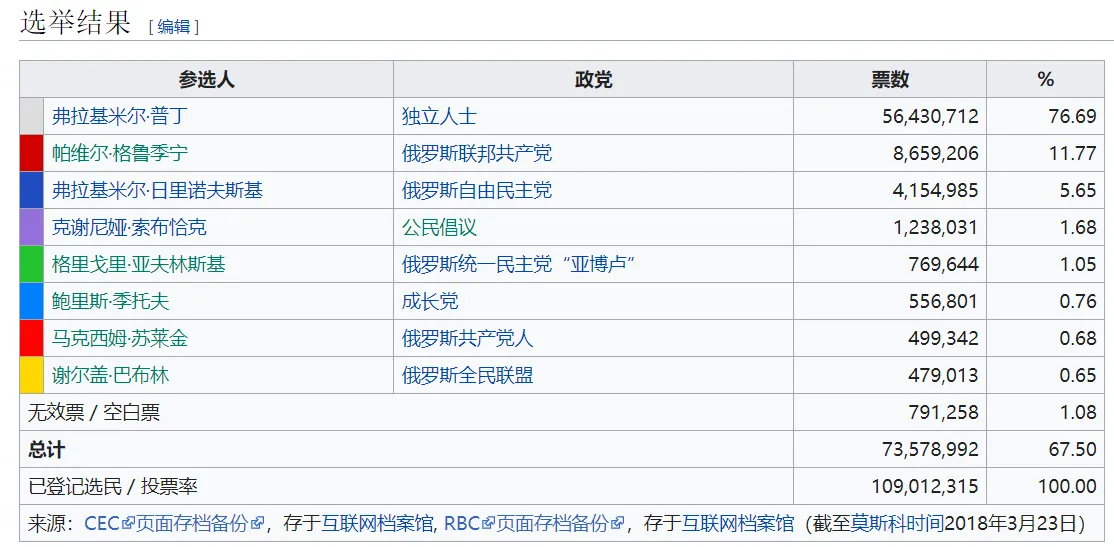 选举结果 [编辑]
参选人 政党 票数 %
弗拉基米尔·普丁 独立人士 56,430,712 76.69
帕维尔·格鲁季宁 俄罗斯联邦共产党 8,659,206 11.77
弗拉基米尔·日里诺夫斯基 俄罗斯自由民主党 4,154,985 5.65
克谢尼娅·索布恰克 公民倡议 1,238,031 1.68
格里戈里·亚夫林斯基 俄罗斯统一民主党“亚博卢” 769,644 1.05
鲍里斯·季托夫 成长党 556,801 0.76
马克西姆·苏莱金 俄罗斯共产党人 499,342 0.68
谢尔盖·巴布林 俄罗斯全民联盟 479,013 0.65
无效票 / 空白票 791,258 1.08
总计 73,578,992 67.50
已登记选民 / 投票率 109,012,315 100.00
来源：CEC页面存档备份，存于互联网档案馆, RBC页面存档备份，存于互联网档案馆（截至莫斯科时间2018年3月23日）